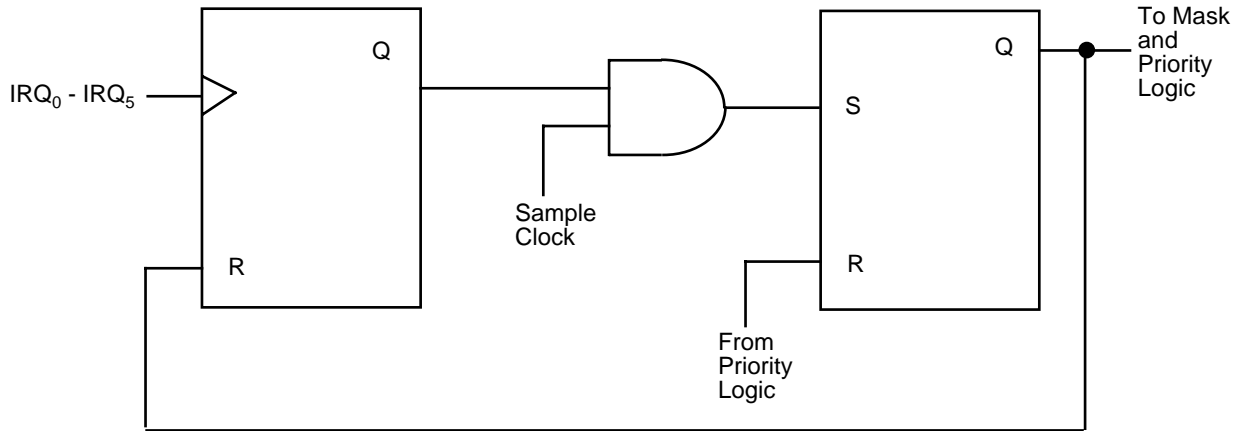 Q
IRQ0 - IRQ5
R
Sample
Clock
Q
S
R
From
Priority
Logic
To Mask
and
Priority
Logic